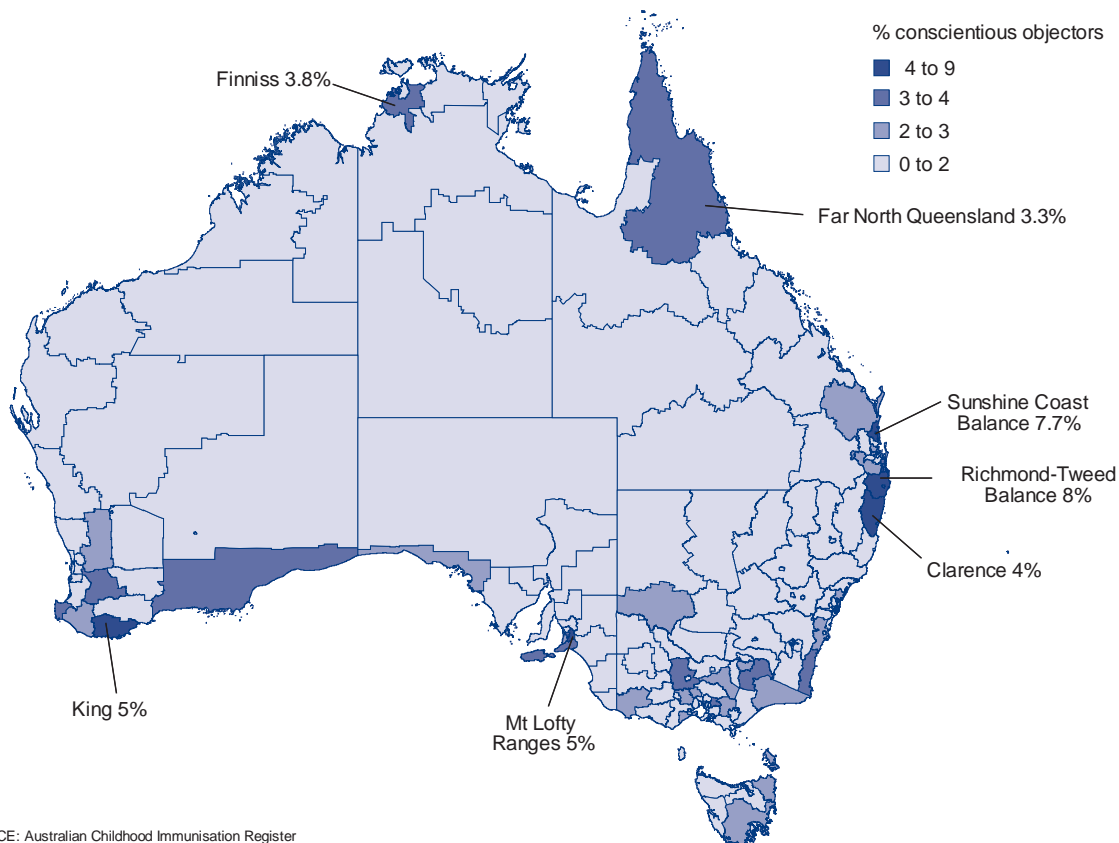 % conscientious objectors
4 to 9
3 to 4
2 to 3
0 to 2
Finniss 3.8%
Far North Queensland 3.3%
Sunshine Coast
Balance 7.7%
Richmond-Tweed
Balance 8%
Clarence 4%
King 5%
Mt Lofty
Ranges 5%
CE: Australian Childhood Immunisation Register